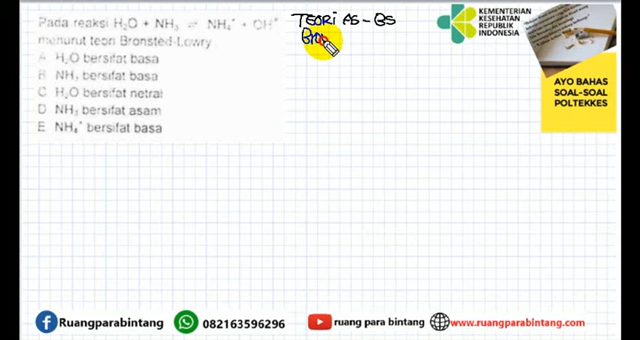 Pada reaksi H₂O + NH₃ ⇌ NH₄⁺ + OH⁻
menurut teori Bronsted-Lowry
A H₂O bersifat basa
B NH₃ bersifat basa
C H₂O bersifat netral
D NH₃ bersifat asam
E NH₄⁺ bersifat basa
TEORI AS-BS
KEMENTERIAN
KESEHATAN
REPUBLIK
INDONESIA
AYO BAHAS
SOAL-SOAL
POLTEKKES
Ruangparabintang
082163596296
ruang para bintang
www.ruangparabintang.com